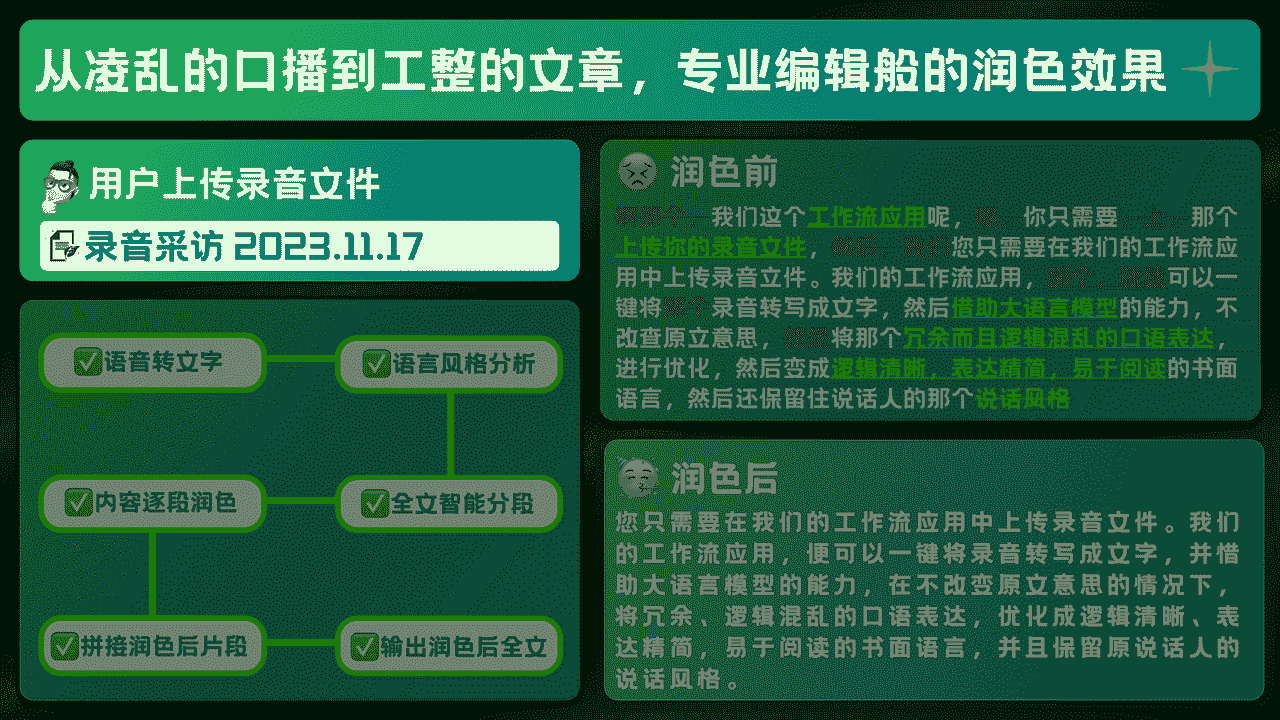 从凌乱的口播到工整的文章，专业编辑般的润色效果
用户上传录音文件
录音采访 2023.11.17
语音转文字
语言风格分析
内容逐段润色
全文智能分段
拼接润色后片段
输出润色后全文
润色前
我们这个工作流应用呢， 你只需要 那个
上传你的录音文件， 您只需要在我们的工作流应
用中上传录音文件。我们的工作流应用， 可以一
键将 录音转写成文字，然后借助大语言模型的能力，不
改查原立意思， 将那个冗余而且逻辑混乱的口语表达，
进行优化，然后变成逻辑清晰，表达精简，易于阅读的书面
语言，然后还保留住说话人的那个说话风格
润色后
您只需要在我们的工作流应用中上传录音文件。我们
的工作流应用，便可以一键将录音转写成文字，并借
助大语言模型的能力，在不改变原立意思的情况下，
将冗余、逻辑混乱的口语表达，优化成逻辑清晰、表
达精简，易于阅读的书面语言，并且保留原说话人的
说话风格。